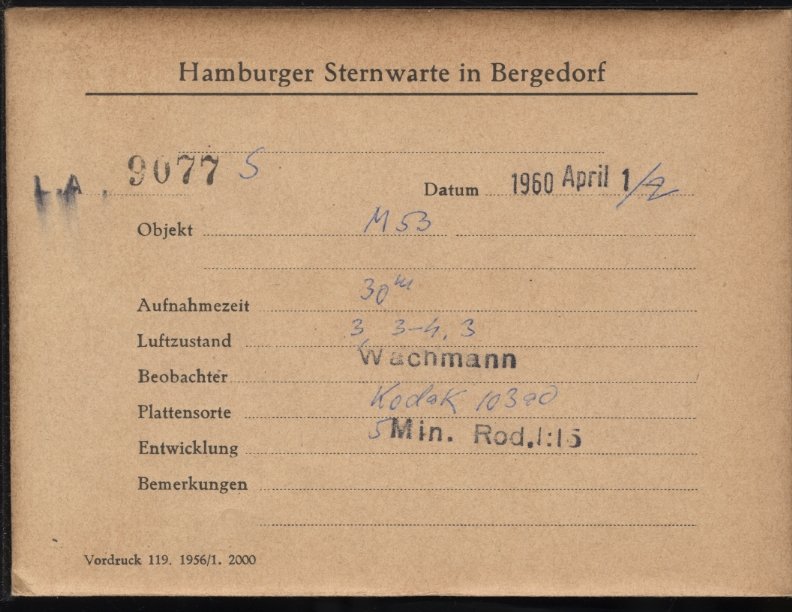 Hamburger Sternwarte in Bergedorf
L.A. 9077 S
Datum 1960 April 1/2
Objekt M 53
Aufnahmezeit 30m
Luftzustand 3, 3-4, 3
Beobachter Wachmann
Plattensorte Kodak 103aO
Entwicklung 5 Min. Rod. 1:15
Bemerkungen
Vordruck 119. 1956/1. 2000